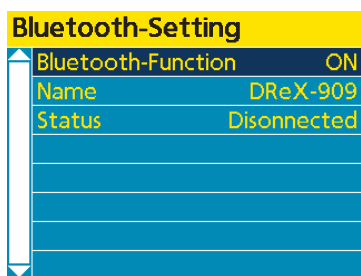 Bluetooth-Setting
Bluetooth-Function ON
Name DReX-909
Status Disonnected